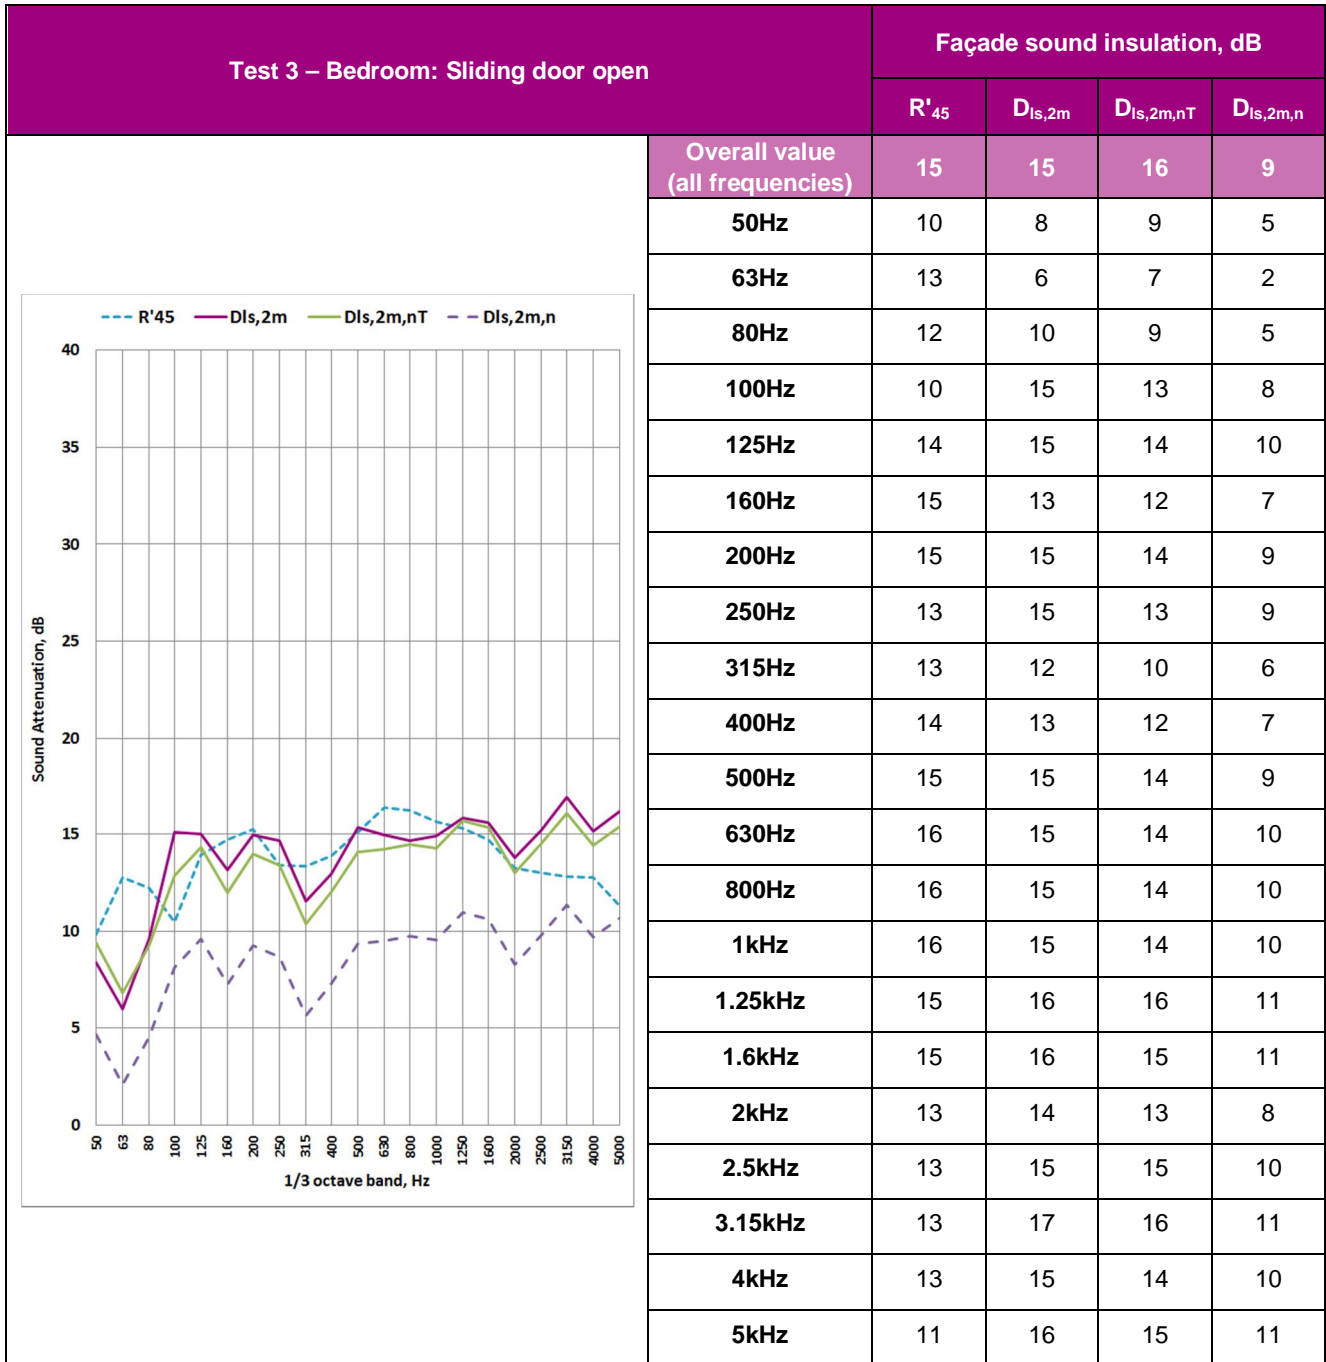 Test 3 – Bedroom: Sliding door open
Façade sound insulation, dB
R'45 Dls,2m Dls,2m,nT Dls,2m,n
Overall value
(all frequencies) 15 15 16 9
50Hz 10 8 9 5
63Hz 13 6 7 2
80Hz 12 10 9 5
100Hz 10 15 13 8
125Hz 14 15 14 10
160Hz 15 13 12 7
200Hz 15 15 14 9
250Hz 13 15 13 9
315Hz 13 12 10 6
400Hz 14 13 12 7
500Hz 15 15 14 9
630Hz 16 15 14 10
800Hz 16 15 14 10
1kHz 16 15 14 10
1.25kHz 15 16 16 11
1.6kHz 15 16 15 11
2kHz 13 14 13 8
2.5kHz 13 15 15 10
3.15kHz 13 17 16 11
4kHz 13 15 14 10
5kHz 11 16 15 11
R'45 Dls,2m Dls,2m,nT Dls,2m,n
40
35
30
25
20
15
10
5
0
Sound Attenuation, dB
50 63 80 100 125 160 200 250 315 400 500 630 800 1000 1250 1600 2000 2500 3150 4000 5000
1/3 octave band, Hz